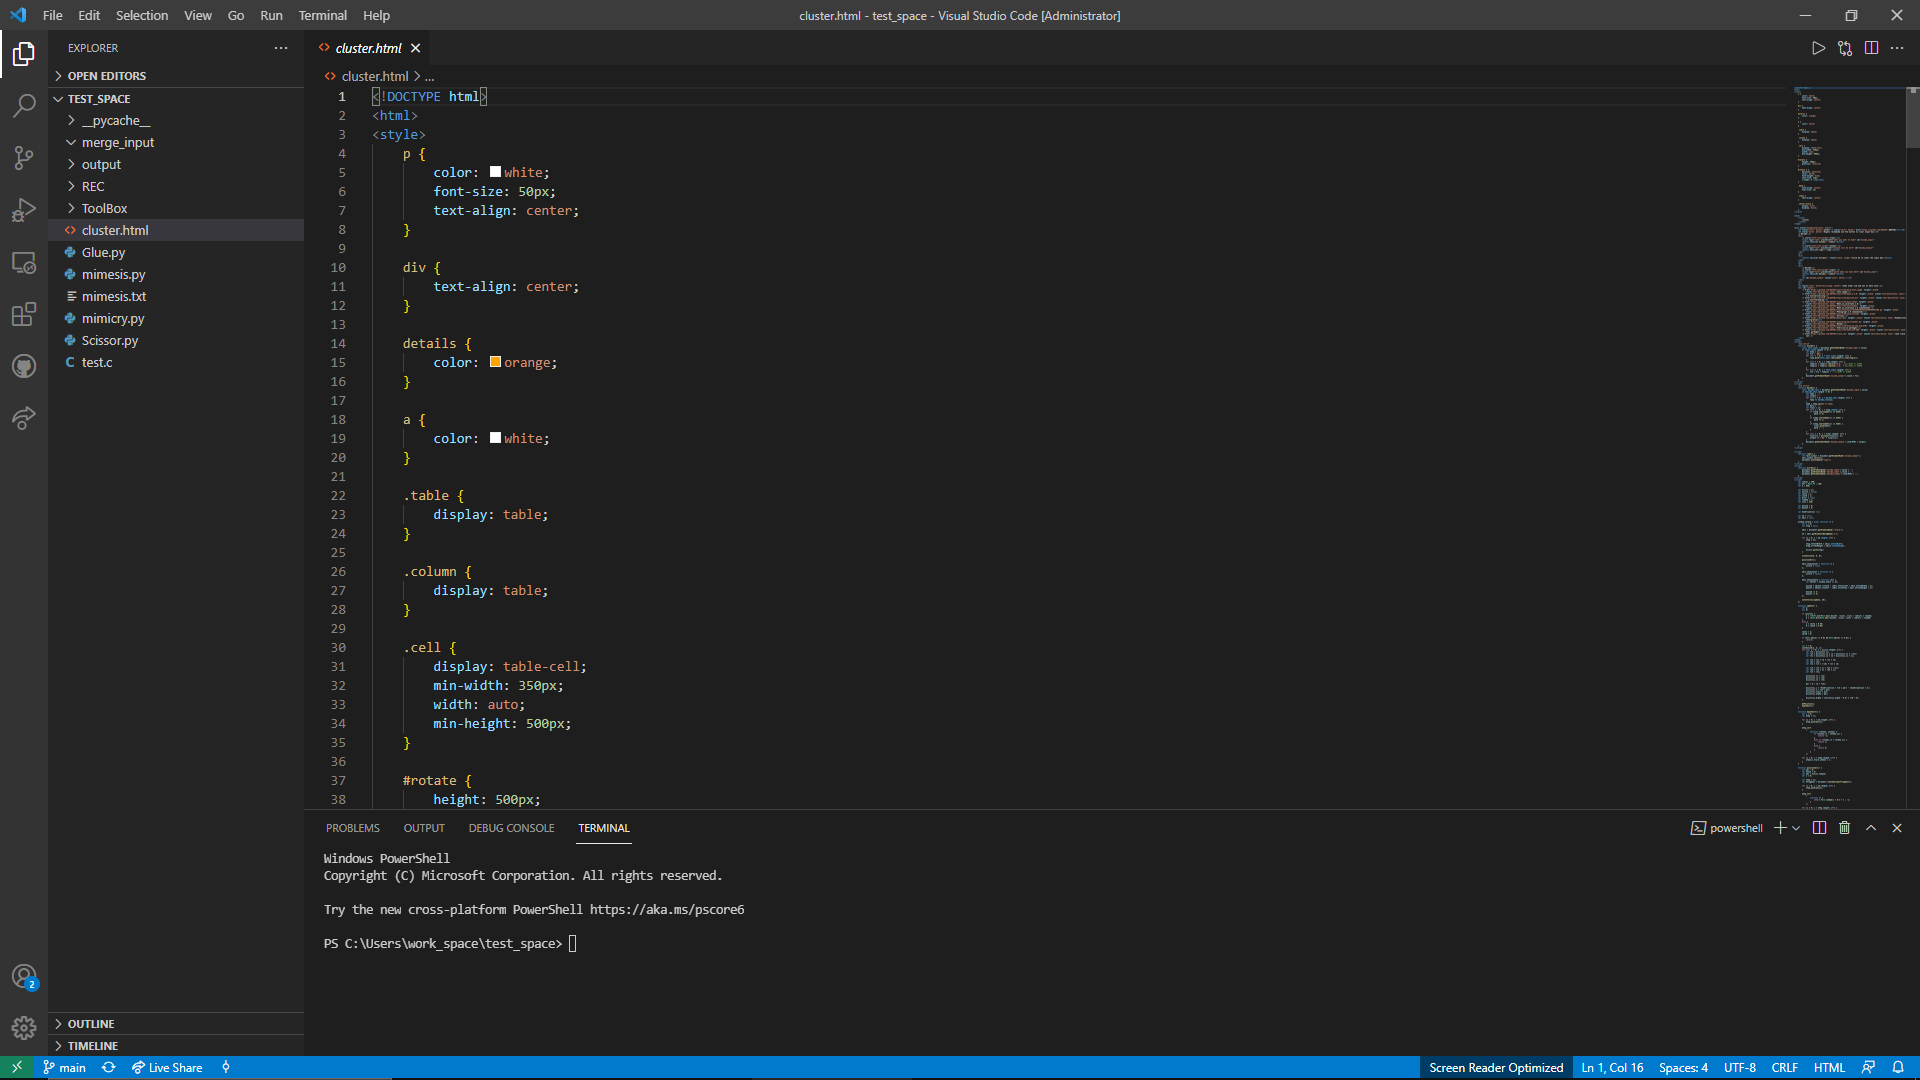 File Edit Selection View Go Run Terminal Help
cluster.html - test_space - Visual Studio Code [Administrator]
EXPLORER
OPEN EDITORS
TEST_SPACE
__pycache__
merge_input
output
REC
ToolBox
cluster.html
Glue.py
mimesis.py
mimesis.txt
mimicry.py
Scissor.py
test.c
OUTLINE
TIMELINE
cluster.html
cluster.html > ...
1 <!DOCTYPE html>
2 <html>
3 <style>
4 p {
5 color: white;
6 font-size: 50px;
7 text-align: center;
8 }
9
10 div {
11 text-align: center;
12 }
13
14 details {
15 color: orange;
16 }
17
18 a {
19 color: white;
20 }
21
22 .table {
23 display: table;
24 }
25
26 .column {
27 display: table;
28 }
29
30 .cell {
31 display: table-cell;
32 min-width: 350px;
33 width: auto;
34 min-height: 500px;
35 }
36
37 #rotate {
38 height: 500px;
PROBLEMS OUTPUT DEBUG CONSOLE TERMINAL
powershell
Windows PowerShell
Copyright (C) Microsoft Corporation. All rights reserved.
Try the new cross-platform PowerShell https://aka.ms/pscore6
PS C:\Users\work_space\test_space>
2
main Live Share
Screen Reader Optimized Ln 1, Col 16 Spaces: 4 UTF-8 CRLF HTML